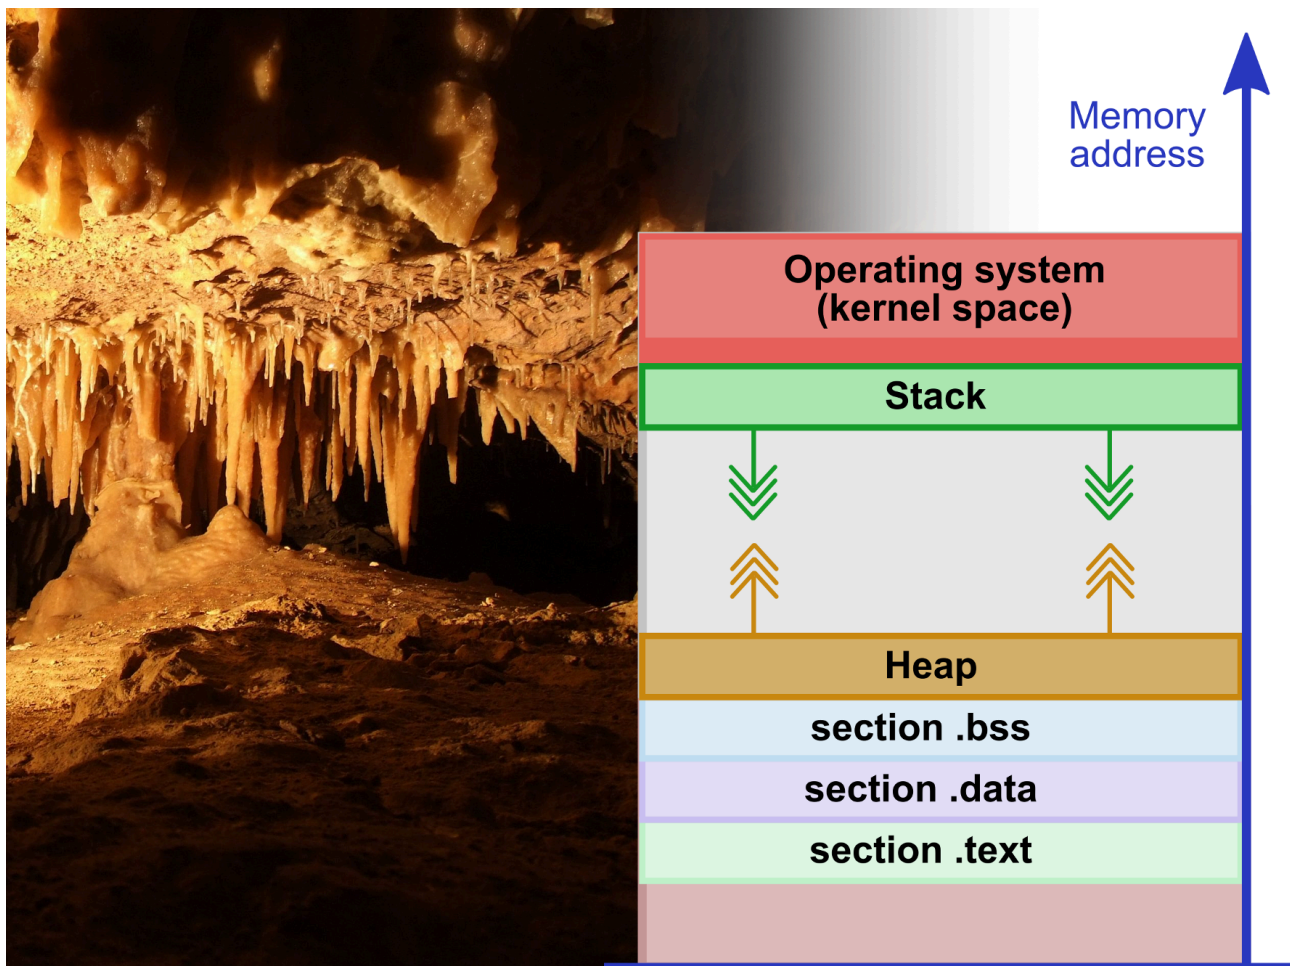 Memory
address
Operating system
(kernel space)
Stack
Heap
section .bss
section .data
section .text